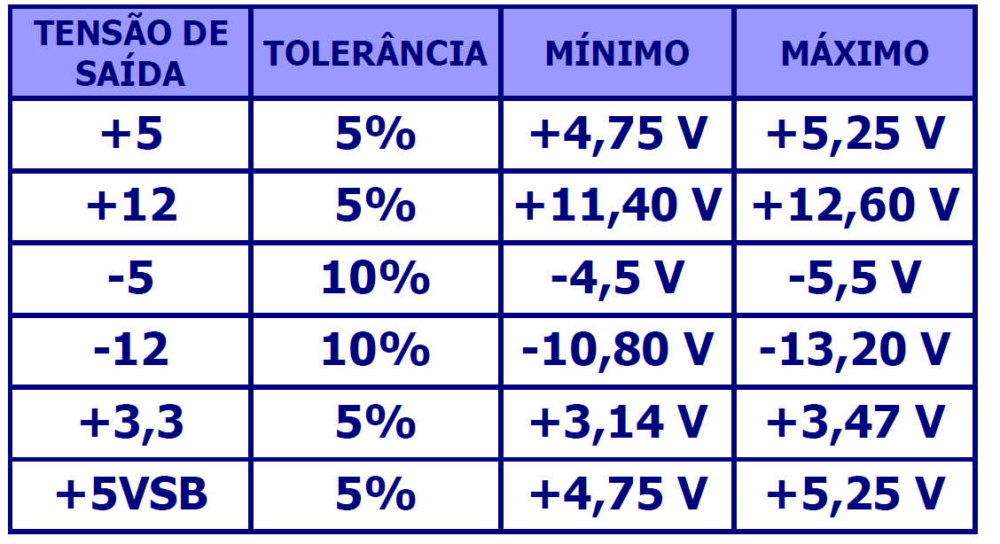 TENSÃO DE
SAÍDA TOLERÂNCIA MÍNIMO MÁXIMO
+5 5% +4,75 V +5,25 V
+12 5% +11,40 V +12,60 V
-5 10% -4,5 V -5,5 V
-12 10% -10,80 V -13,20 V
+3,3 5% +3,14 V +3,47 V
+5VSB 5% +4,75 V +5,25 V